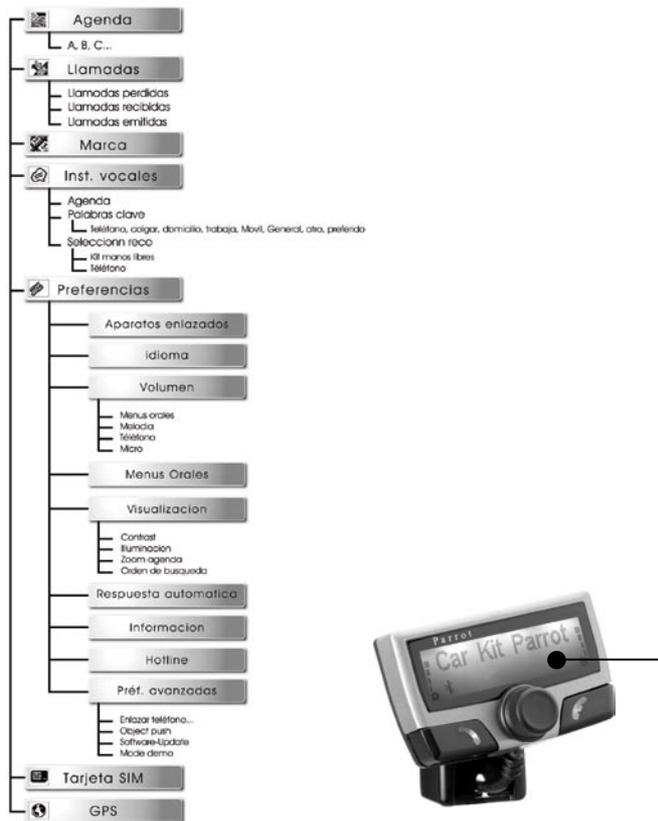 Agenda
A, B, C...
Llamadas
Llamadas perdidas
Llamadas recibidas
Llamadas emitidas
Marca
Inst. vocales
Agenda
Palabras clave
Teléfono, colgar, domicilio, trabajo, Movil, General, otro, preferido
Seleccionn reco
Kit manos libres
Téléfono
Preferencias
Aparatos enlazados
idioma
Volumen
Menus orales
Melodia
Téléfono
Micro
Menus Orales
Visualizacion
Contrast
Illuminacion
Zoom agenda
Orden de busqueda
Respuesta automatica
Informacion
Hotline
Préf. avanzadas
Enlazar teléfono...
Object push
Software-Update
Mode demo
Tarjeta SIM
GPS
Parrot
Car Kit Parrot